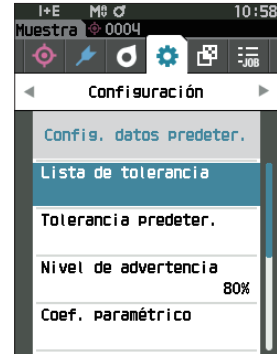 I+E M0 10:58
Muestra 0004
-JOB
Configuración
Config. datos predeter.
Lista de tolerancia
Tolerancia predeter.
Nivel de advertencia
80%
Coef. paramétrico